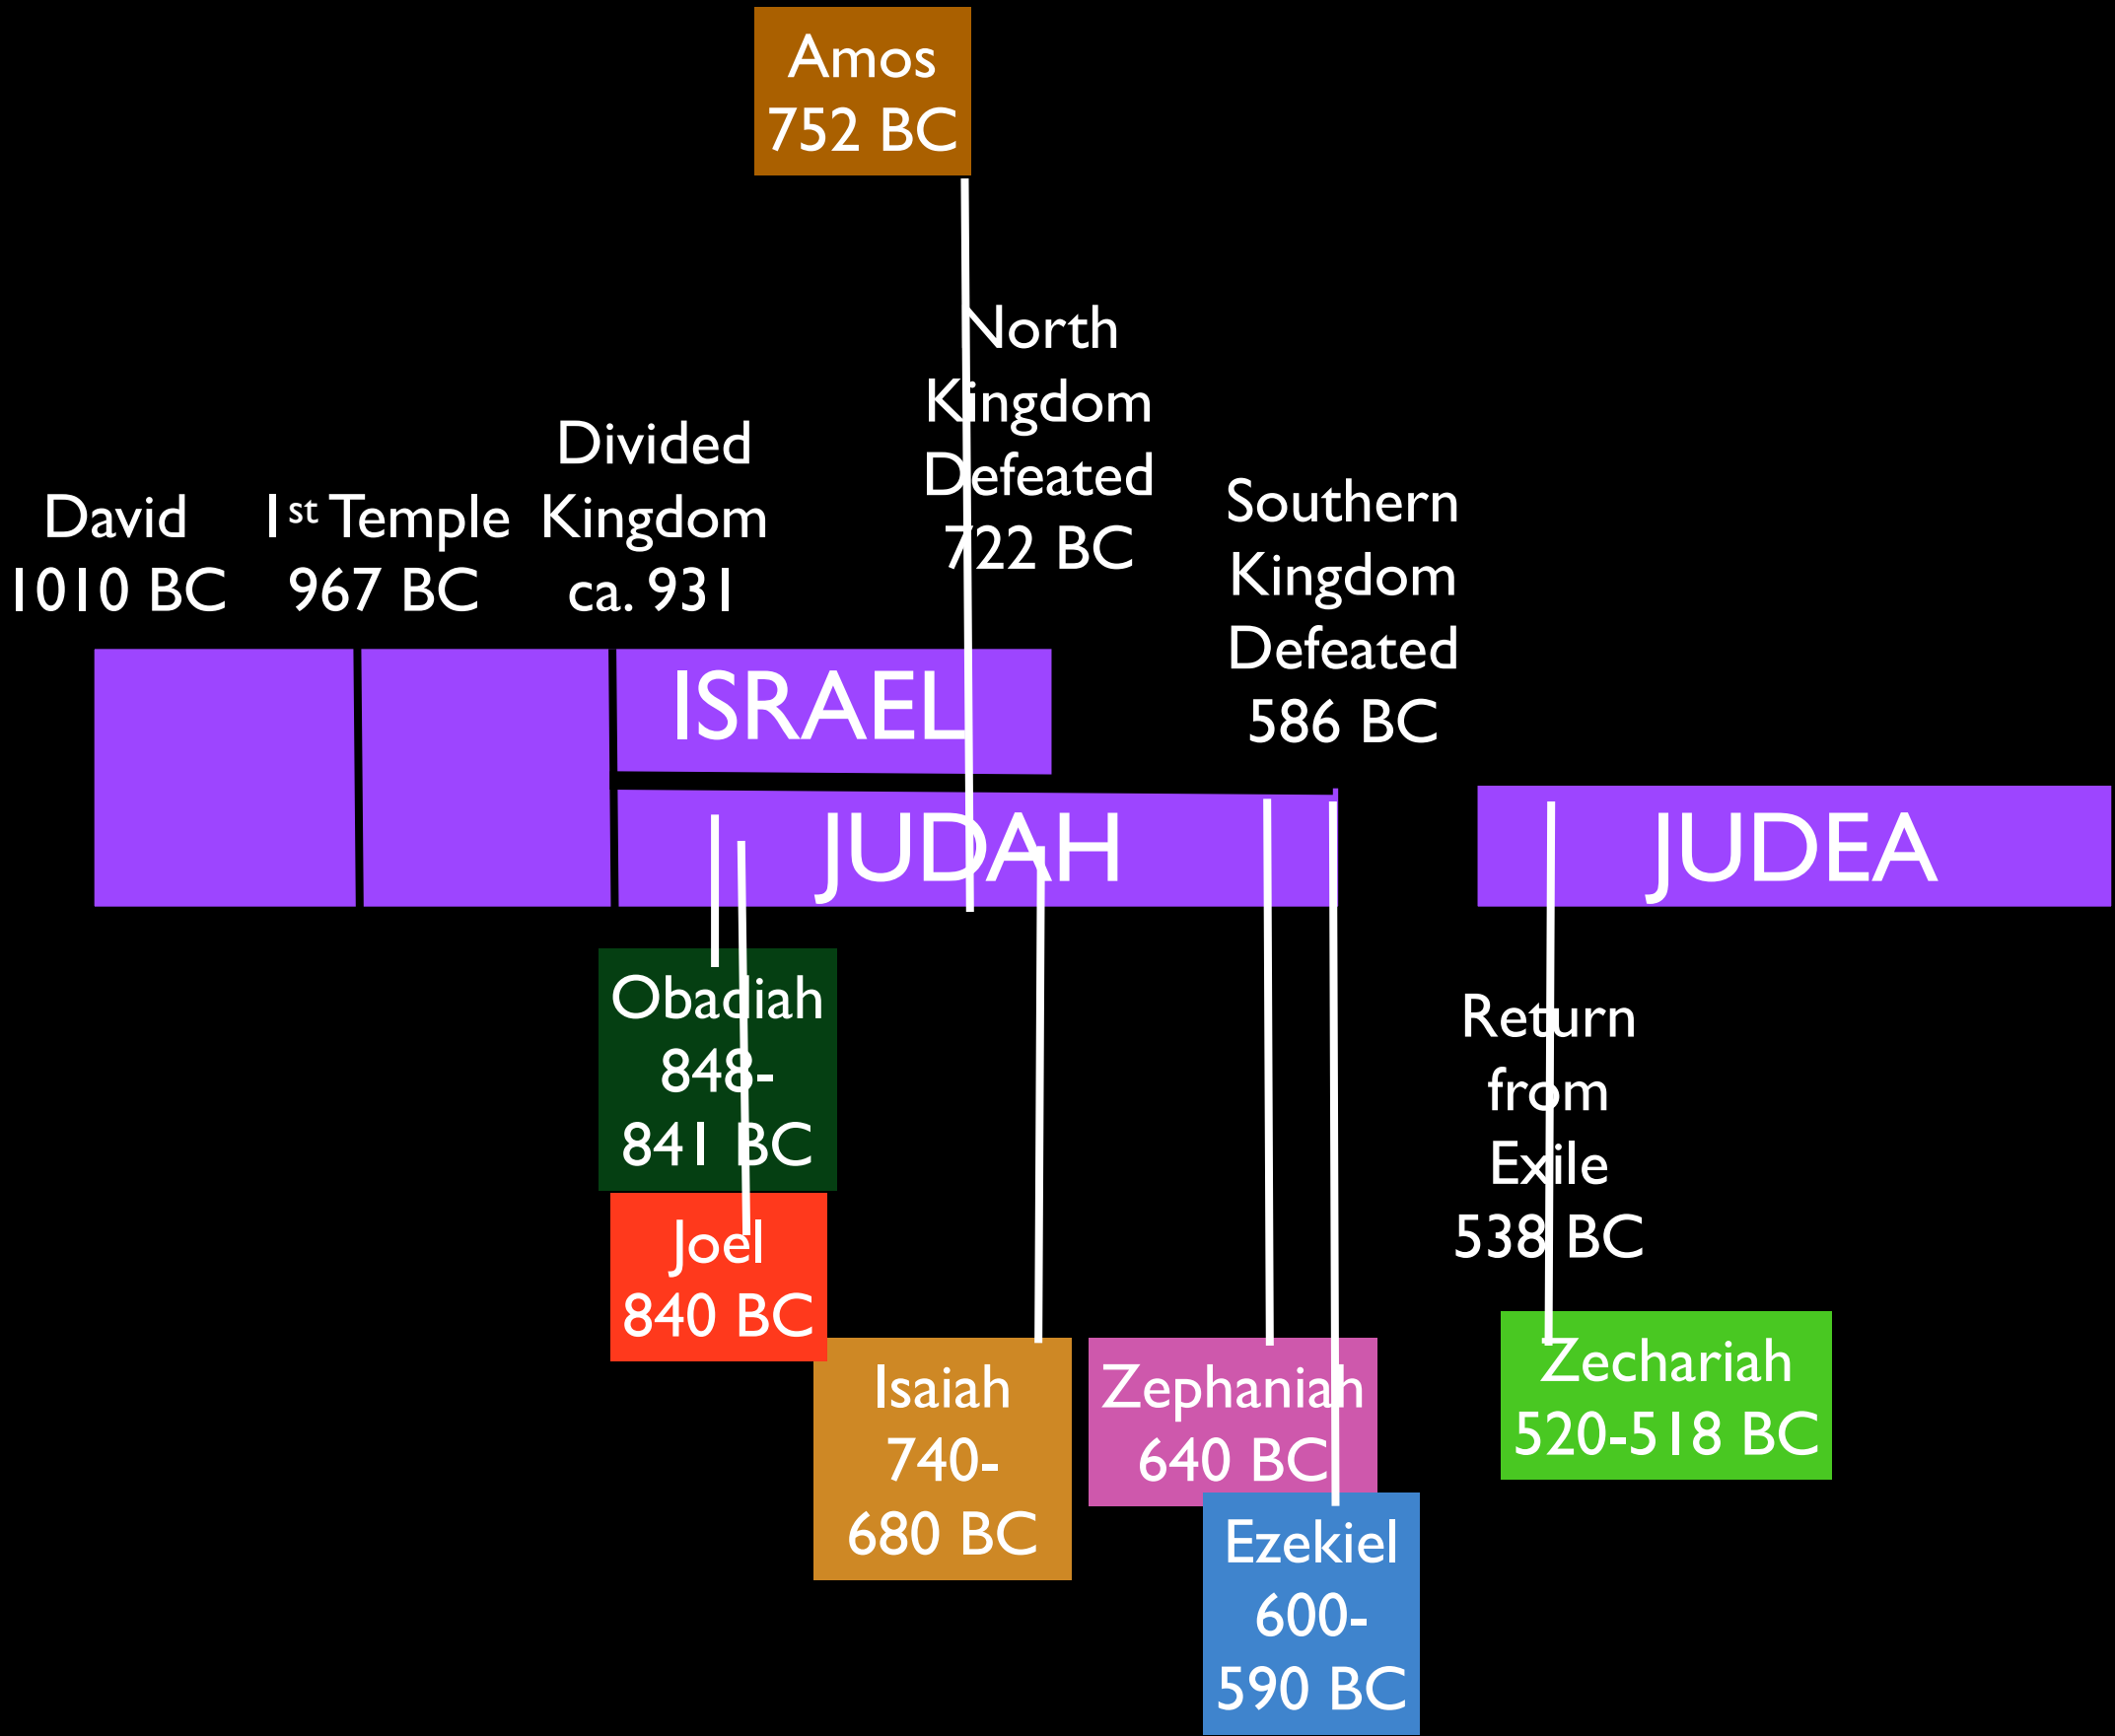 Amos
752 BC
North
Kingdom
Defeated
722 BC
Divided
Kingdom
ca. 931
David
1010 BC
1st Temple
967 BC
Southern
Kingdom
Defeated
586 BC
ISRAEL
JUDAH
JUDEA
Obadiah
848-
841 BC
Joel
840 BC
Return
from
Exile
538 BC
Isaiah
740-
680 BC
Zephaniah
640 BC
Zechariah
520-518 BC
Ezekiel
600-
590 BC